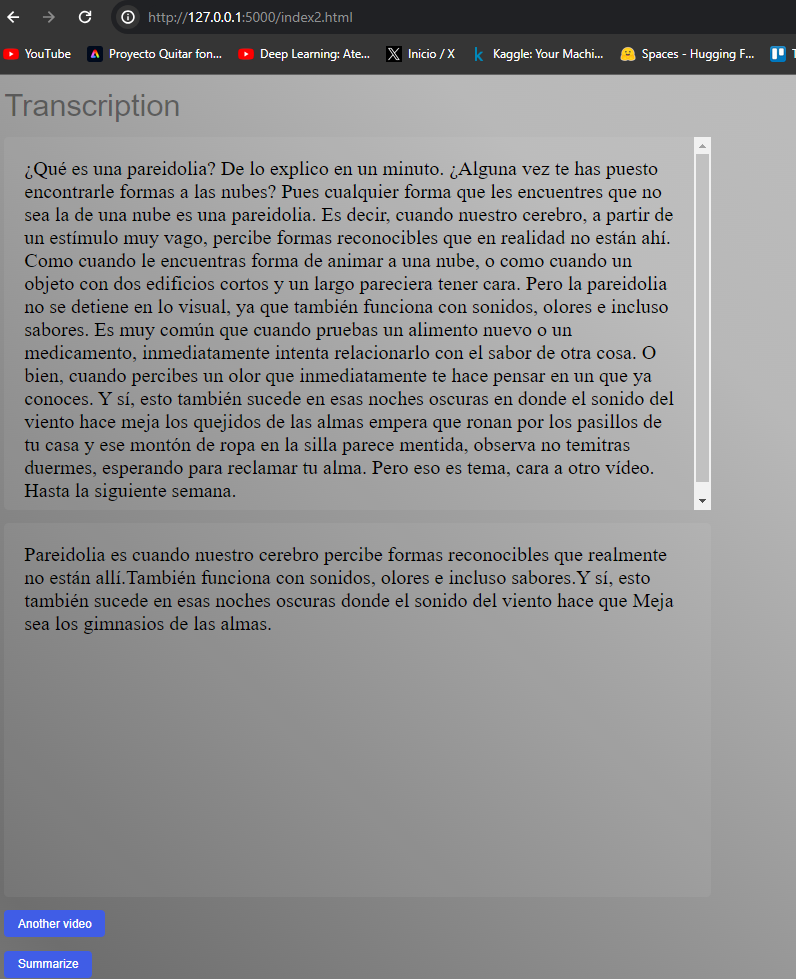 http://127.0.0.1:5000/index2.html
YouTube
Proyecto Quitar fon...
Deep Learning: Ate...
Inicio / X
Kaggle: Your Machi...
Spaces - Hugging F...
Transcription
¿Qué es una pareidolia? De lo explico en un minuto. ¿Alguna vez te has puesto
encontrarle formas a las nubes? Pues cualquier forma que les encuentres que no
sea la de una nube es una pareidolia. Es decir, cuando nuestro cerebro, a partir de
un estímulo muy vago, percibe formas reconocibles que en realidad no están ahí.
Como cuando le encuentras forma de animar a una nube, o como cuando un
objeto con dos edificios cortos y un largo pareciera tener cara. Pero la pareidolia
no se detiene en lo visual, ya que también funciona con sonidos, olores e incluso
sabores. Es muy común que cuando pruebas un alimento nuevo o un
medicamento, inmediatamente intenta relacionarlo con el sabor de otra cosa. O
bien, cuando percibes un olor que inmediatamente te hace pensar en un que ya
conoces. Y sí, esto también sucede en esas noches oscuras en donde el sonido del
viento hace meja los quejidos de las almas empera que ronan por los pasillos de
tu casa y ese montón de ropa en la silla parece mentida, observa no temitras
duermes, esperando para reclamar tu alma. Pero eso es tema, cara a otro vídeo.
Hasta la siguiente semana.
Pareidolia es cuando nuestro cerebro percibe formas reconocibles que realmente
no están allí.También funciona con sonidos, olores e incluso sabores.Y sí, esto
también sucede en esas noches oscuras donde el sonido del viento hace que Meja
sea los gimnasios de las almas.
Another video
Summarize